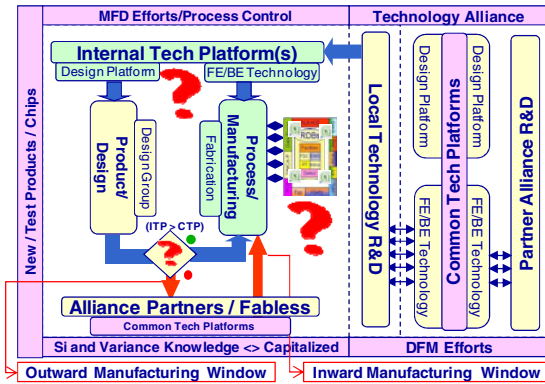 MFD Efforts/Process Control
Technology Alliance
New / Test Products / Chips
Internal Tech Platform(s)
Design Platform
FE/BE Technology
?
Product/
Design
Design Group
Fabrication
Process/
Manufacturing
ROBs
?
(ITP > CTP)
?
Local Technology R&D
Design Platform
FE/BE Technology
Common Tech Platforms
Design Platform
FE/BE Technology
Partner Alliance R&D
Alliance Partners / Fabless
Common Tech Platforms
Si and Variance Knowledge <> Capitalized
DFM Efforts
Outward Manufacturing Window
Inward Manufacturing Window